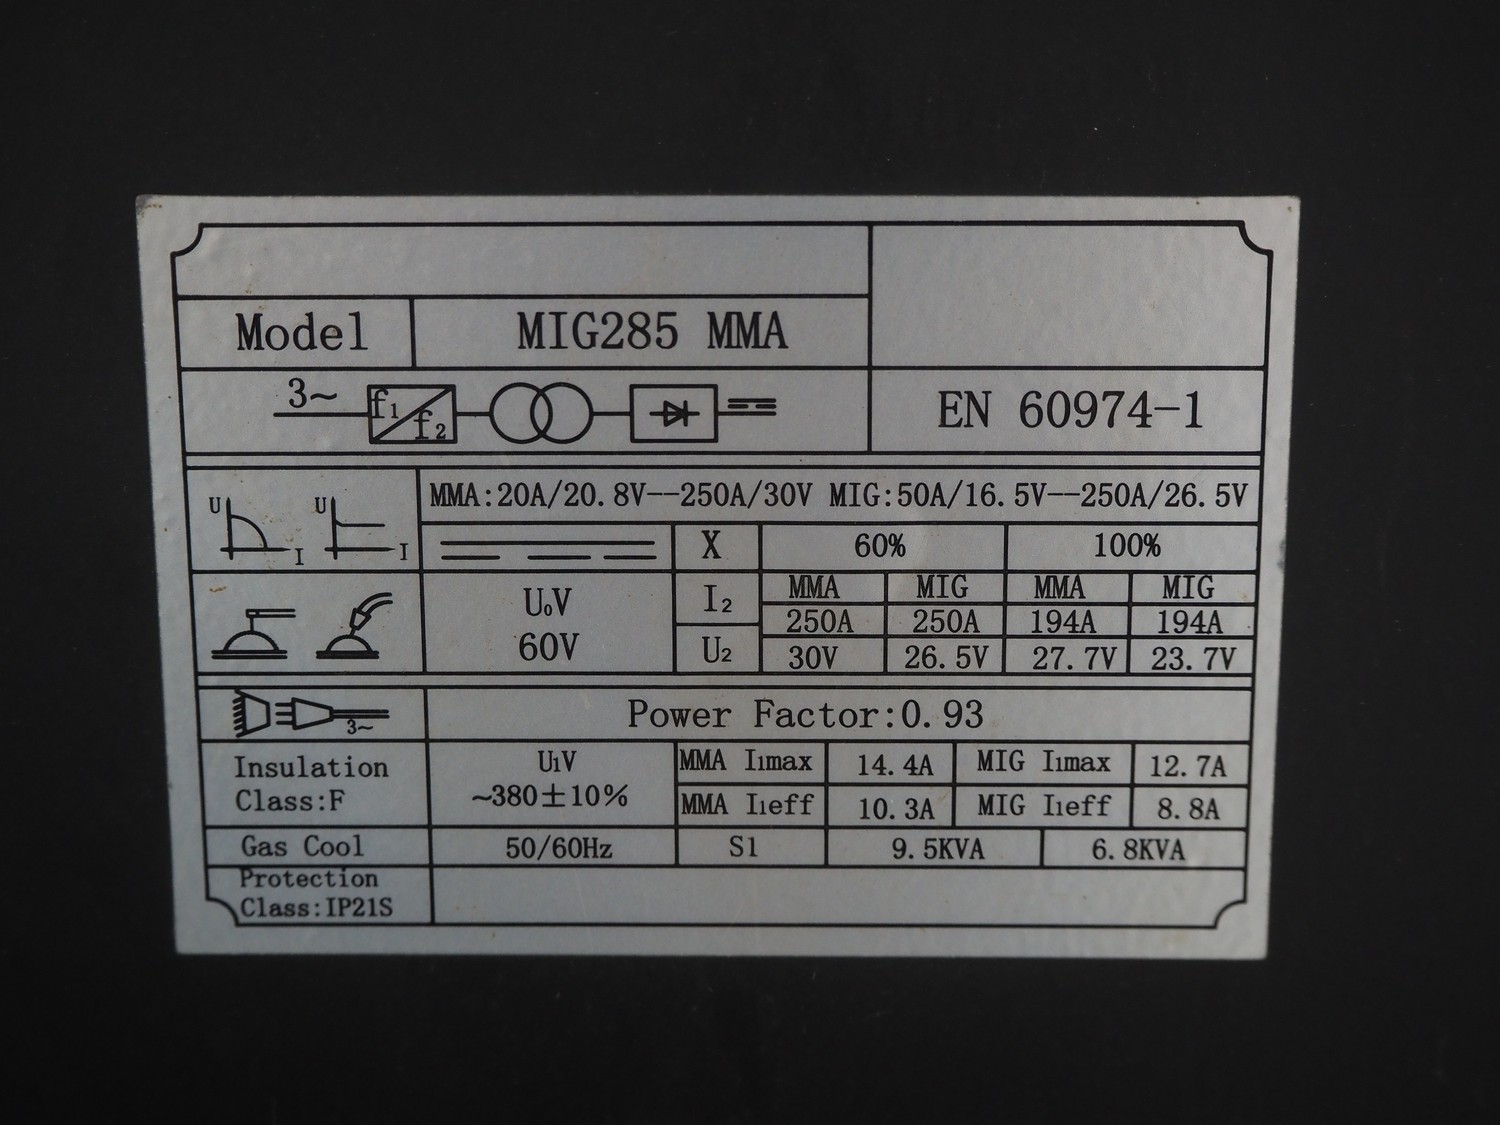 Model MIG285 MMA
3~ f1 f2 EN 60974-1
MMA:20A/20.8V--250A/30V MIG:50A/16.5V--250A/26.5V
U I U I
X 60% 100%
U₀V I₂ MMA MIG MMA MIG
250A 250A 194A 194A
60V U₂ 30V 26.5V 27.7V 23.7V
3~ Power Factor:0.93
Insulation U₁V MMA I₁max 14.4A MIG I₁max 12.7A
Class:F ~380±10% MMA I₁eff 10.3A MIG I₁eff 8.8A
Gas Cool 50/60Hz S1 9.5KVA 6.8KVA
Protection
Class:IP21S